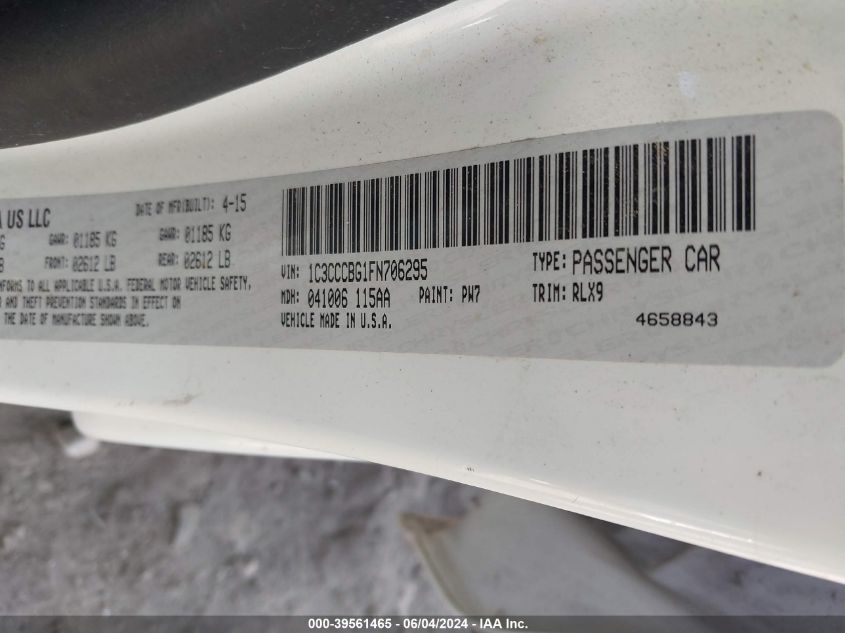 A US LLC
DATE OF MFR(BUILT): 4-15
G GAWR: 01185 KG GAWR: 01185 KG
B FRONT: 02612 LB REAR: 02612 LB
NFORMS TO ALL APPLICABLE U.S.A. FEDERAL MOTOR VEHICLE SAFETY,
R AND THEFT PREVENTION STANDARDS IN EFFECT ON
THE DATE OF MANUFACTURE SHOWN ABOVE.
VIN: 1C3CCCBG1FN706295 TYPE: PASSENGER CAR
MDH: 041006 115AA PAINT: PW7 TRIM: RLX9
VEHICLE MADE IN U.S.A. 4658843
000-39561465 - 06/04/2024 - IAA Inc.